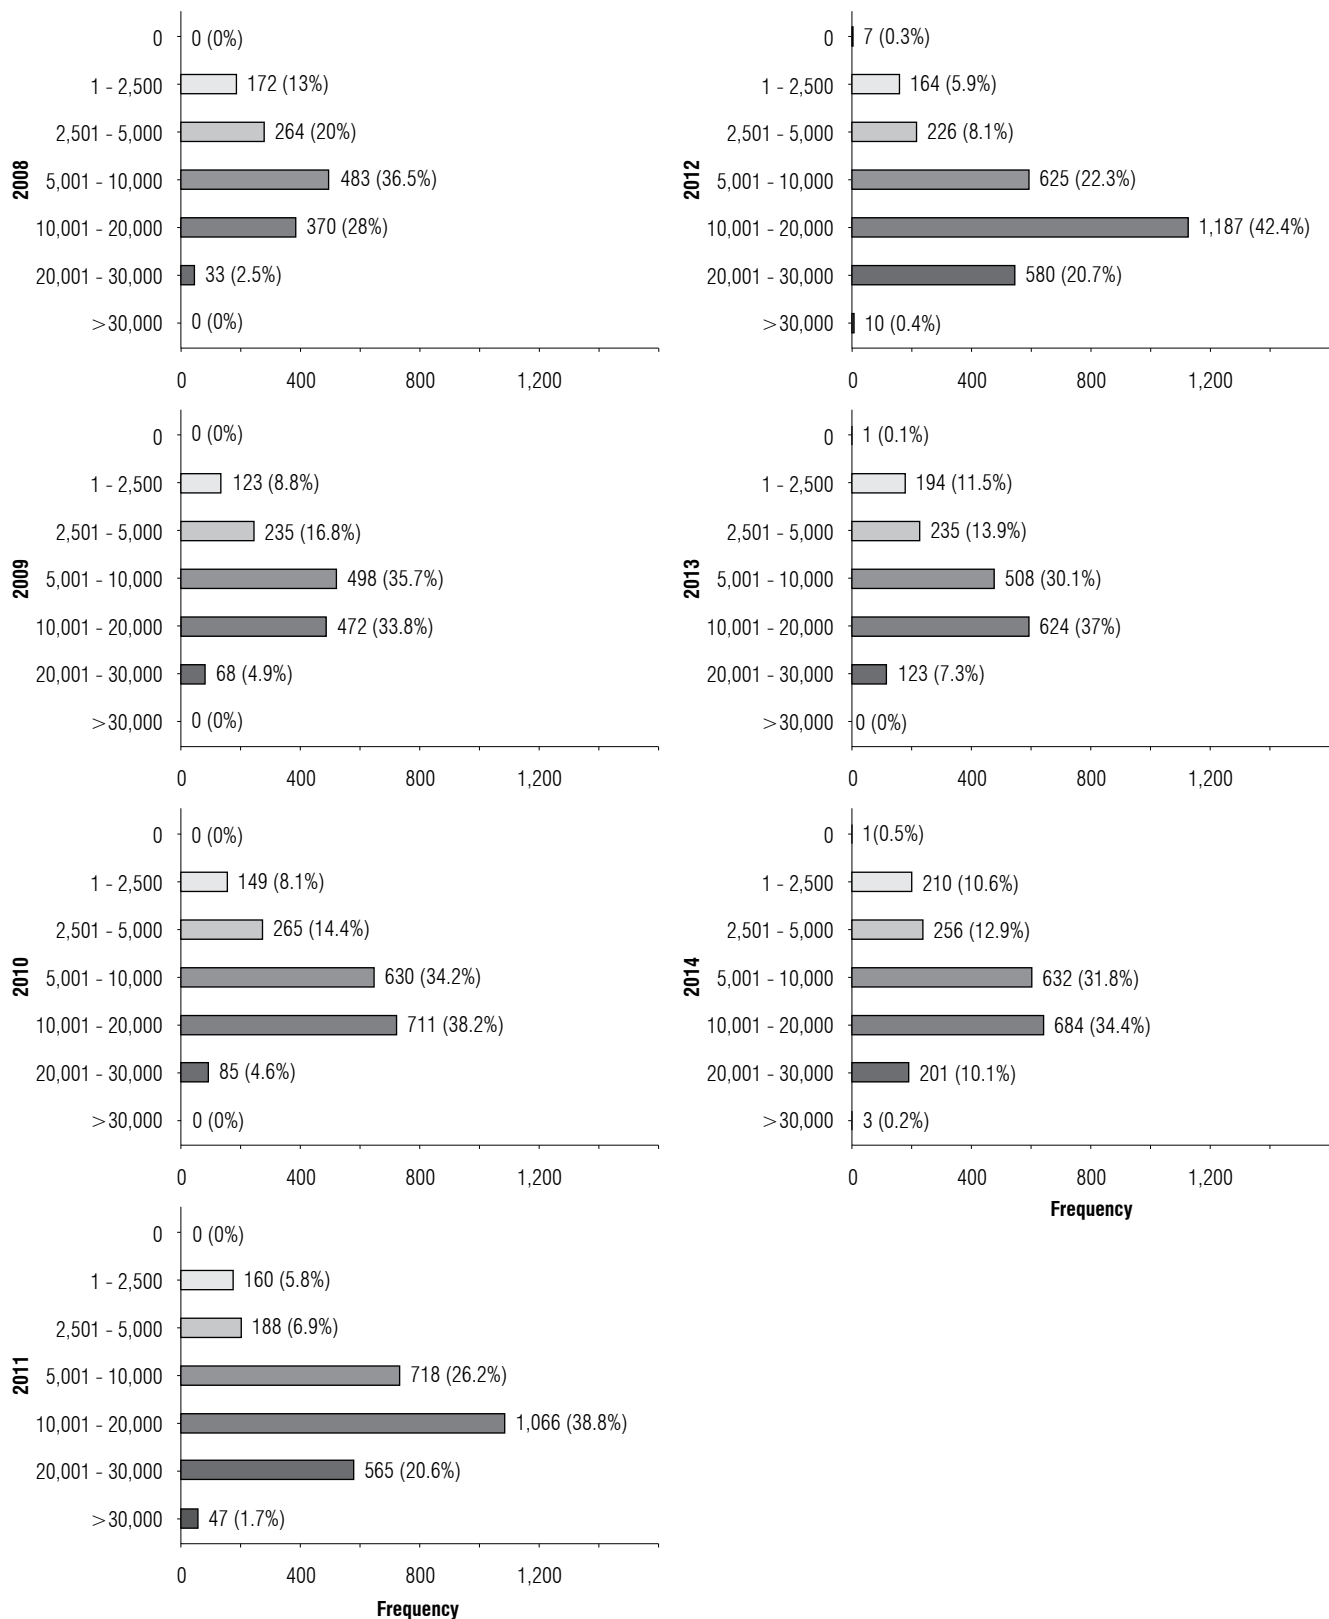 2008
0 0 (0%)
1 - 2,500 172 (13%)
2,501 - 5,000 264 (20%)
5,001 - 10,000 483 (36.5%)
10,001 - 20,000 370 (28%)
20,001 - 30,000 33 (2.5%)
>30,000 0 (0%)
0 400 800 1,200
2009
0 0 (0%)
1 - 2,500 123 (8.8%)
2,501 - 5,000 235 (16.8%)
5,001 - 10,000 498 (35.7%)
10,001 - 20,000 472 (33.8%)
20,001 - 30,000 68 (4.9%)
>30,000 0 (0%)
0 400 800 1,200
2010
0 0 (0%)
1 - 2,500 149 (8.1%)
2,501 - 5,000 265 (14.4%)
5,001 - 10,000 630 (34.2%)
10,001 - 20,000 711 (38.2%)
20,001 - 30,000 85 (4.6%)
>30,000 0 (0%)
0 400 800 1,200
2011
0 0 (0%)
1 - 2,500 160 (5.8%)
2,501 - 5,000 188 (6.9%)
5,001 - 10,000 718 (26.2%)
10,001 - 20,000 1,066 (38.8%)
20,001 - 30,000 565 (20.6%)
>30,000 47 (1.7%)
0 400 800 1,200
Frequency
2012
0 7 (0.3%)
1 - 2,500 164 (5.9%)
2,501 - 5,000 226 (8.1%)
5,001 - 10,000 625 (22.3%)
10,001 - 20,000 1,187 (42.4%)
20,001 - 30,000 580 (20.7%)
>30,000 10 (0.4%)
0 400 800 1,200
2013
0 1 (0.1%)
1 - 2,500 194 (11.5%)
2,501 - 5,000 235 (13.9%)
5,001 - 10,000 508 (30.1%)
10,001 - 20,000 624 (37%)
20,001 - 30,000 123 (7.3%)
>30,000 0 (0%)
0 400 800 1,200
2014
0 1(0.5%)
1 - 2,500 210 (10.6%)
2,501 - 5,000 256 (12.9%)
5,001 - 10,000 632 (31.8%)
10,001 - 20,000 684 (34.4%)
20,001 - 30,000 201 (10.1%)
>30,000 3 (0.2%)
0 400 800 1,200
Frequency